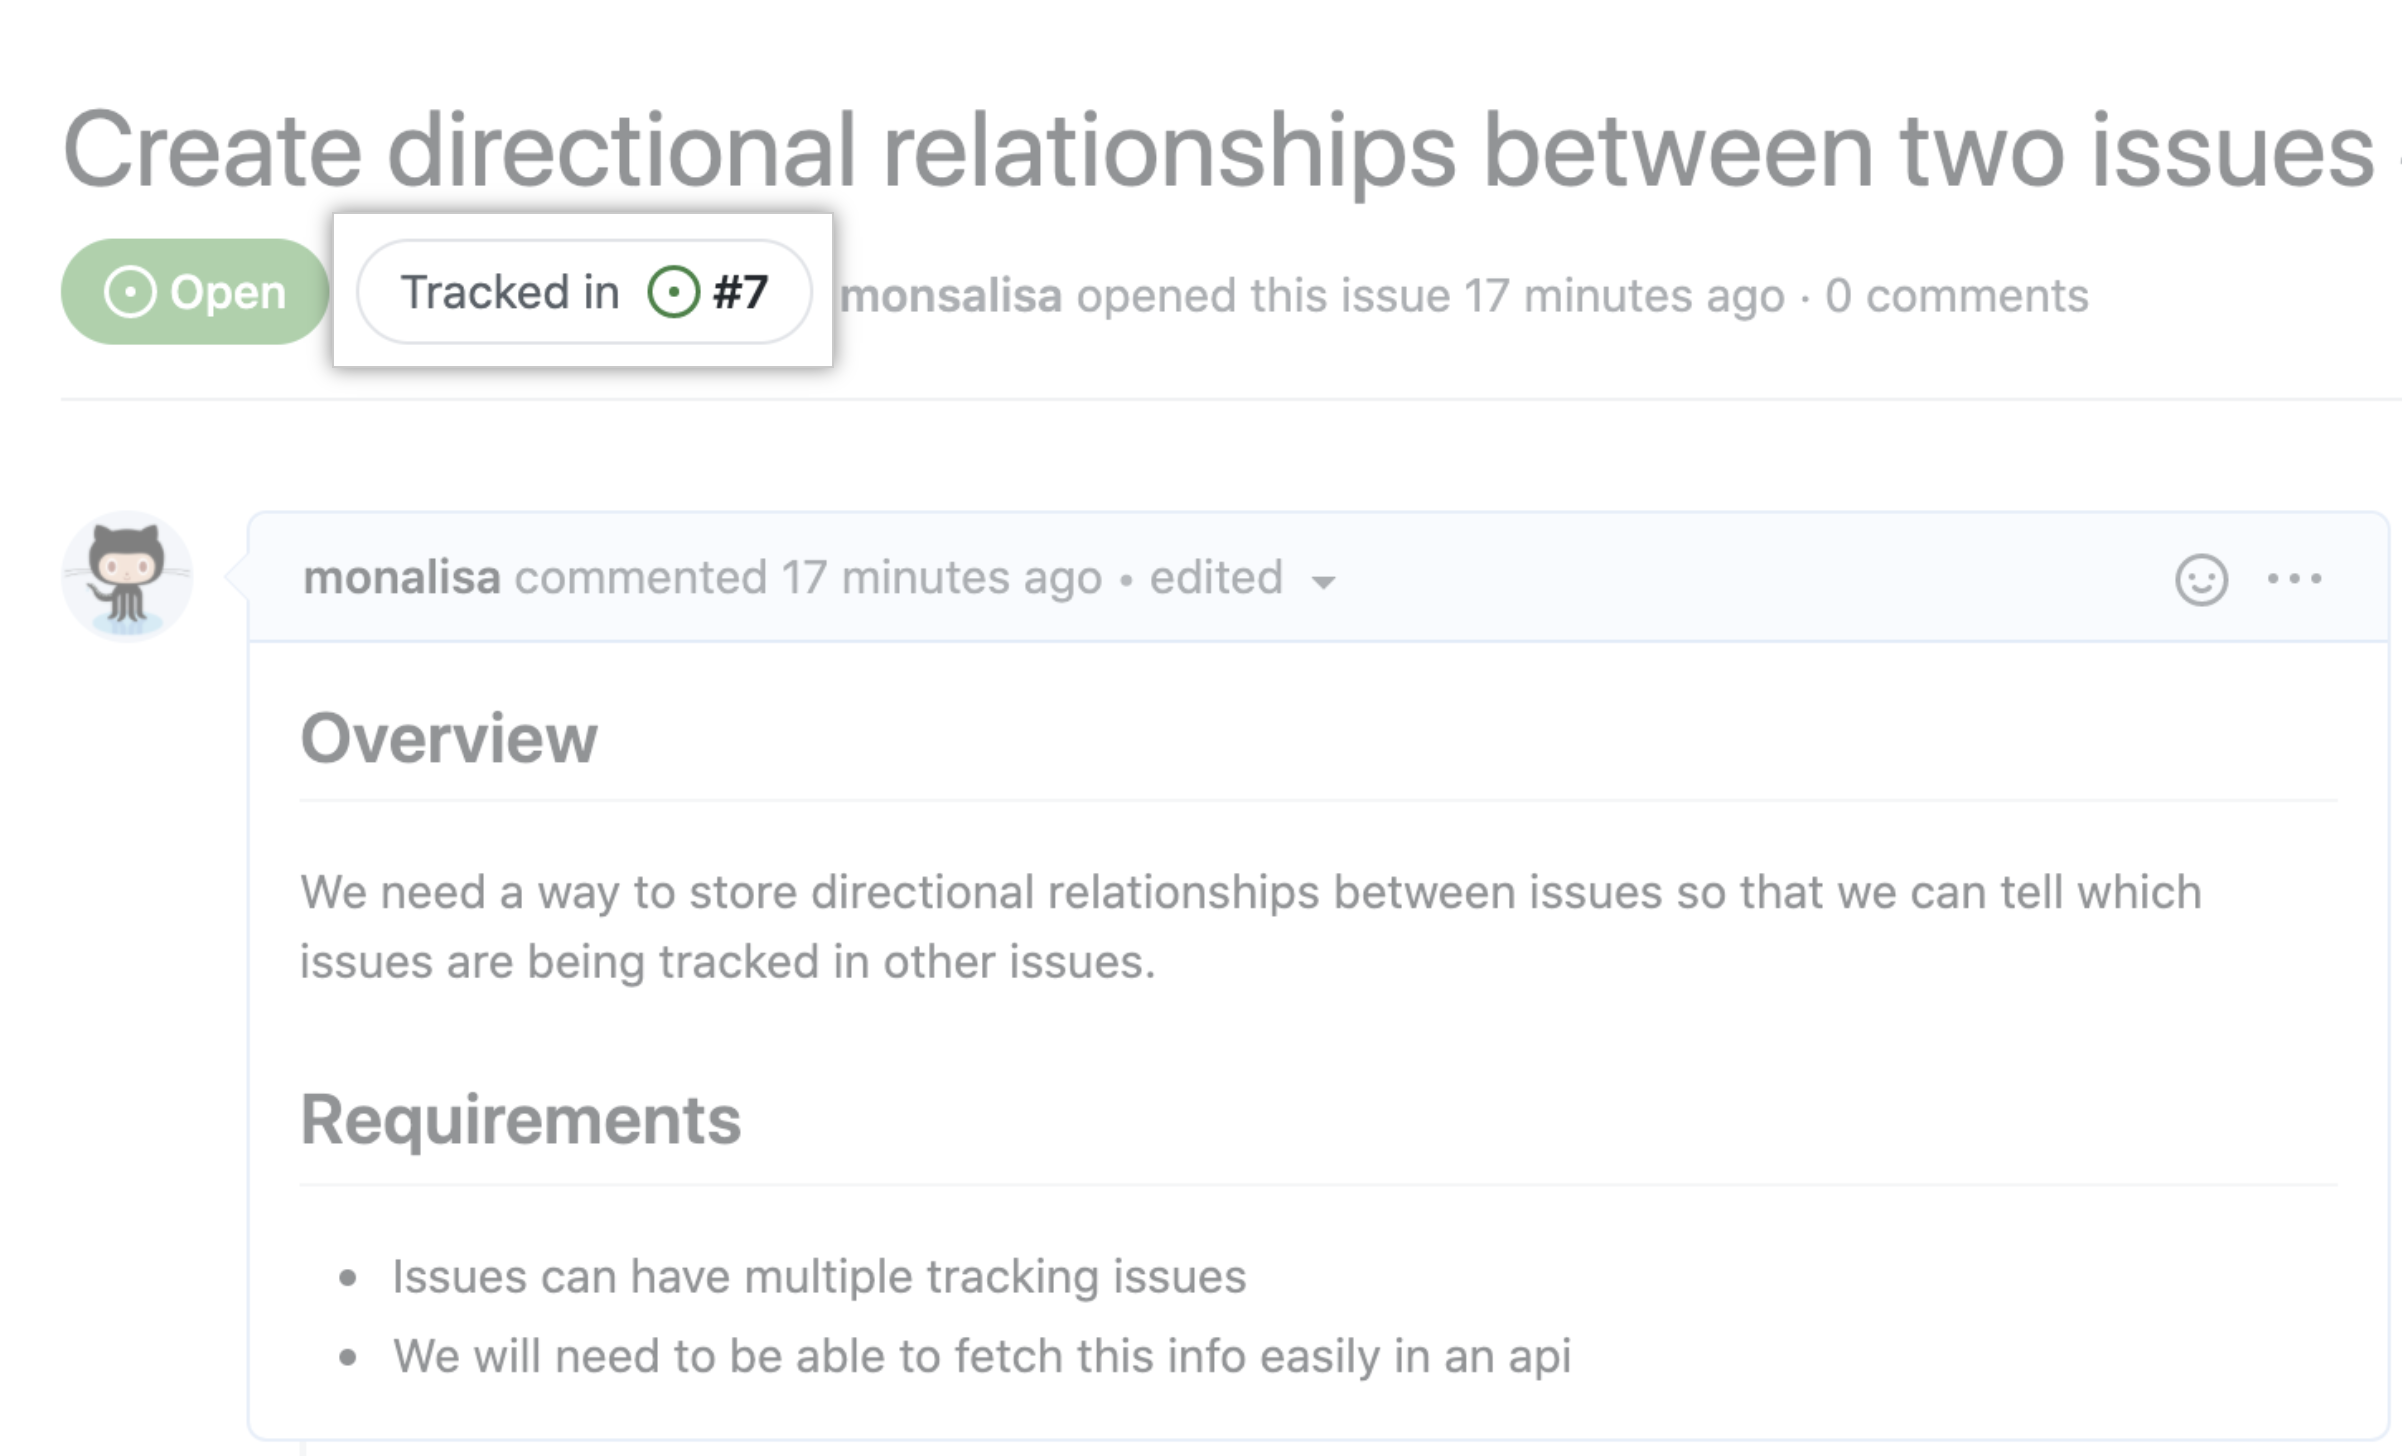 Create directional relationships between two issues
Open Tracked in #7 monsalisa opened this issue 17 minutes ago · 0 comments
monalisa commented 17 minutes ago • edited
Overview
We need a way to store directional relationships between issues so that we can tell which
issues are being tracked in other issues.
Requirements
• Issues can have multiple tracking issues
• We will need to be able to fetch this info easily in an api